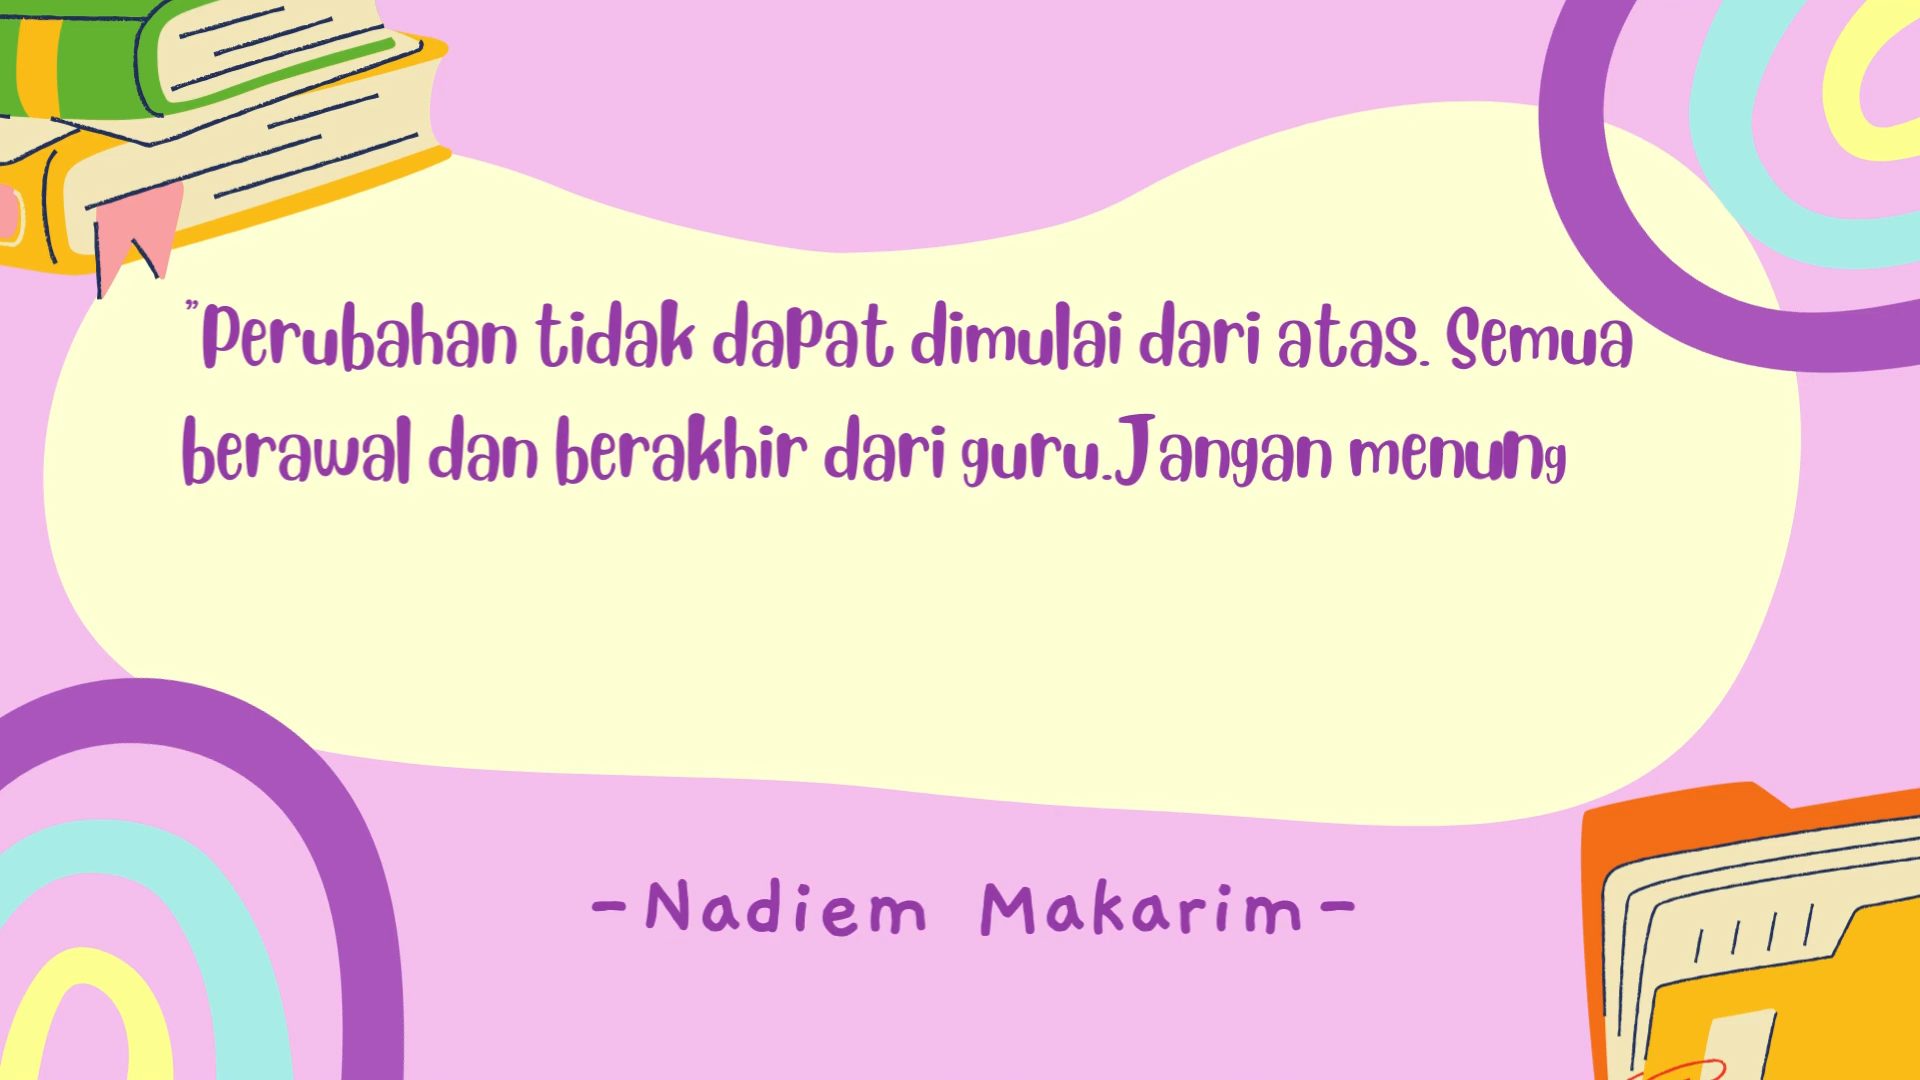 "Perubahan tidak dapat dimulai dari atas. Semua
berawal dan berakhir dari guru.Jangan menung
-Nadiem Makarim-